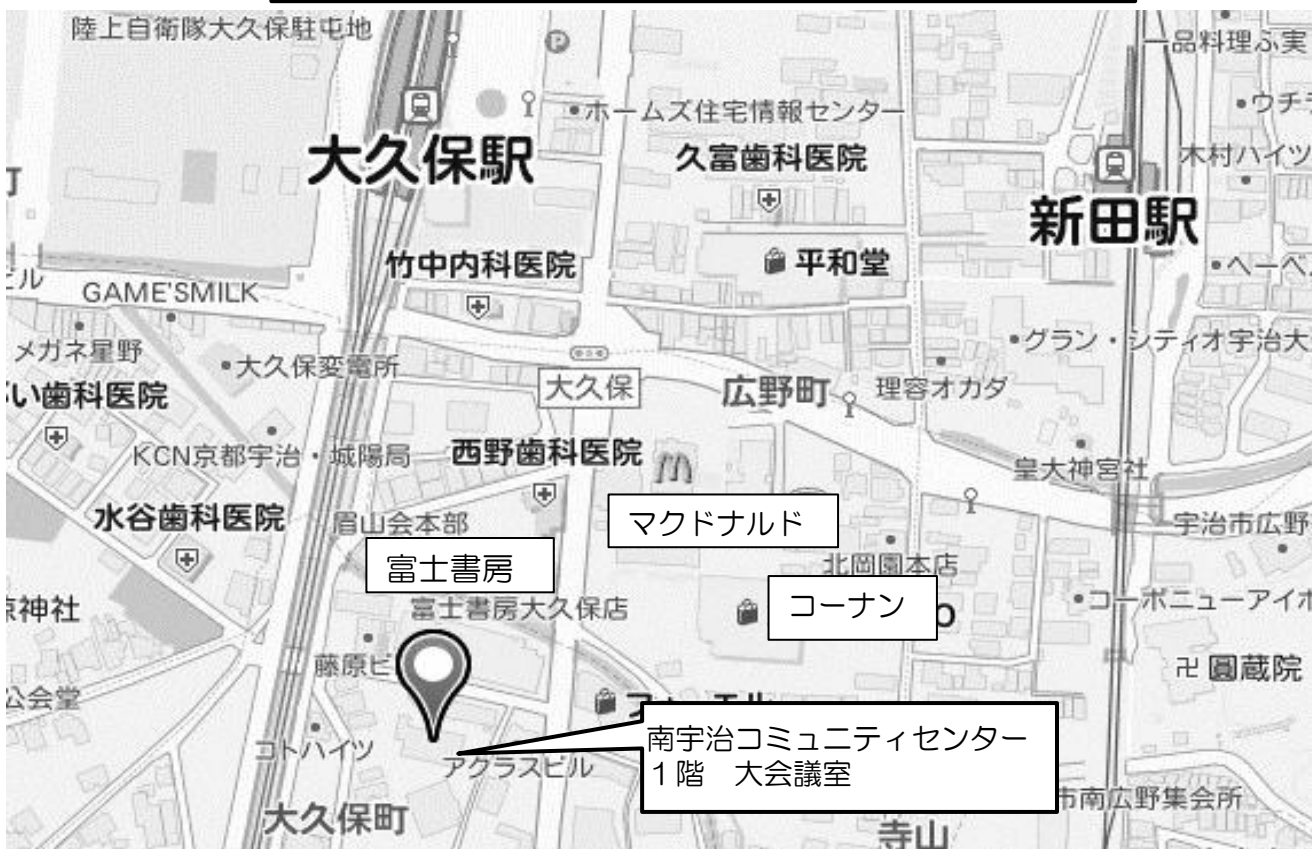 陸上自衛隊大久保駐屯地
一品料理ふ実
P
ホームズ住宅情報センター
大久保駅
久富歯科医院
木村ハイツ
新田駅
竹中内科医院
平和堂
GAME'SMILK
メガネ星野
大久保変電所
グラン・シティオ宇治大
大久保
広野町
理容オカダ
い歯科医院
KCN京都宇治・城陽局
西野歯科医院
m
皇大神宮社
水谷歯科医院
眉山会本部
マクドナルド
宇治市広野
富士書房
北岡園本店
コーナン
o
コーポニューアイホ
富士書房大久保店
神社
藤原ビ
卍 圓蔵院
公会堂
南宇治コミュニティセンター
1階 大会議室
コトハイツ
アクラスビル
市南広野集会所
大久保町
寺山